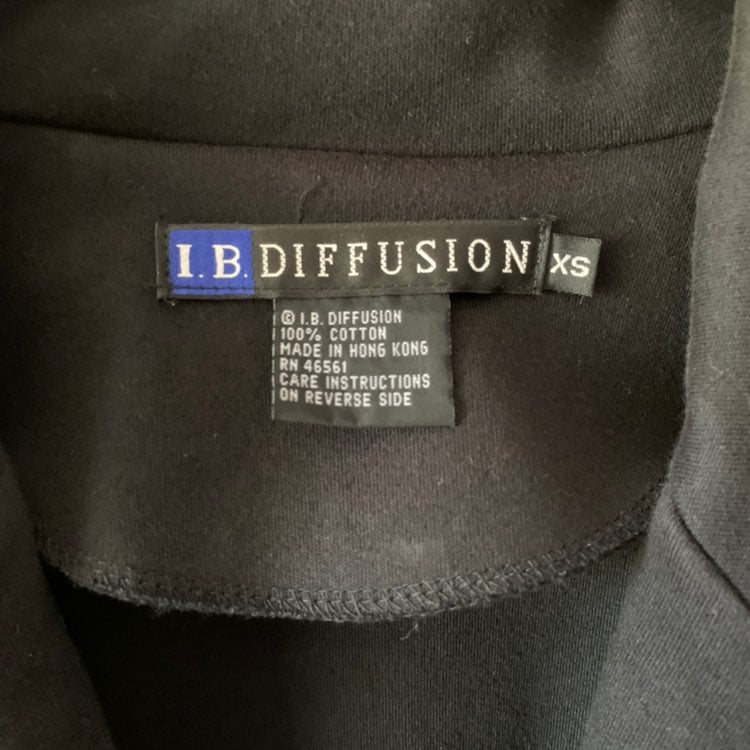 I.B. DIFFUSION XS
© I.B. DIFFUSION
100% COTTON
MADE IN HONG KONG
RN 46561
CARE INSTRUCTIONS
ON REVERSE SIDE